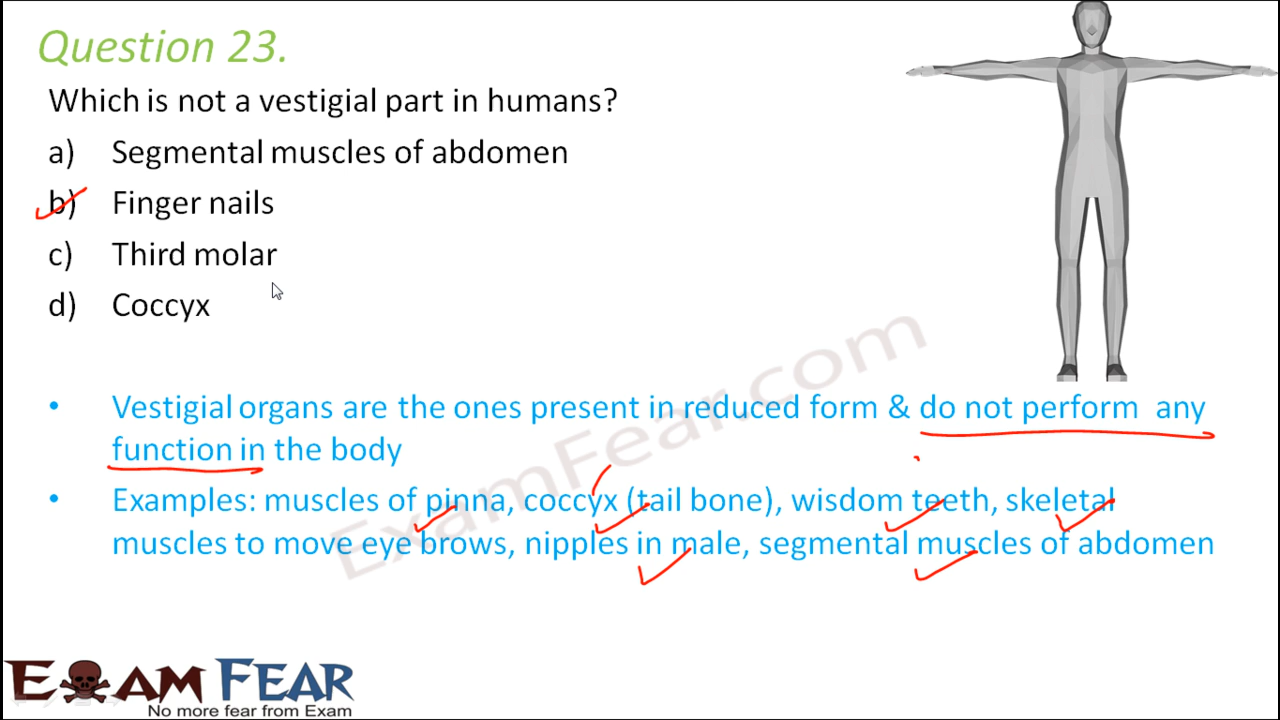 Question 23.
Which is not a vestigial part in humans?
a) Segmental muscles of abdomen
b) Finger nails
c) Third molar
d) Coccyx
• Vestigial organs are the ones present in reduced form & do not perform any
function in the body
• Examples: muscles of pinna, coccyx (tail bone), wisdom teeth, skeletal
muscles to move eye brows, nipples in male, segmental muscles of abdomen
ExamFear.com
EXAM FEAR
No more fear from Exam